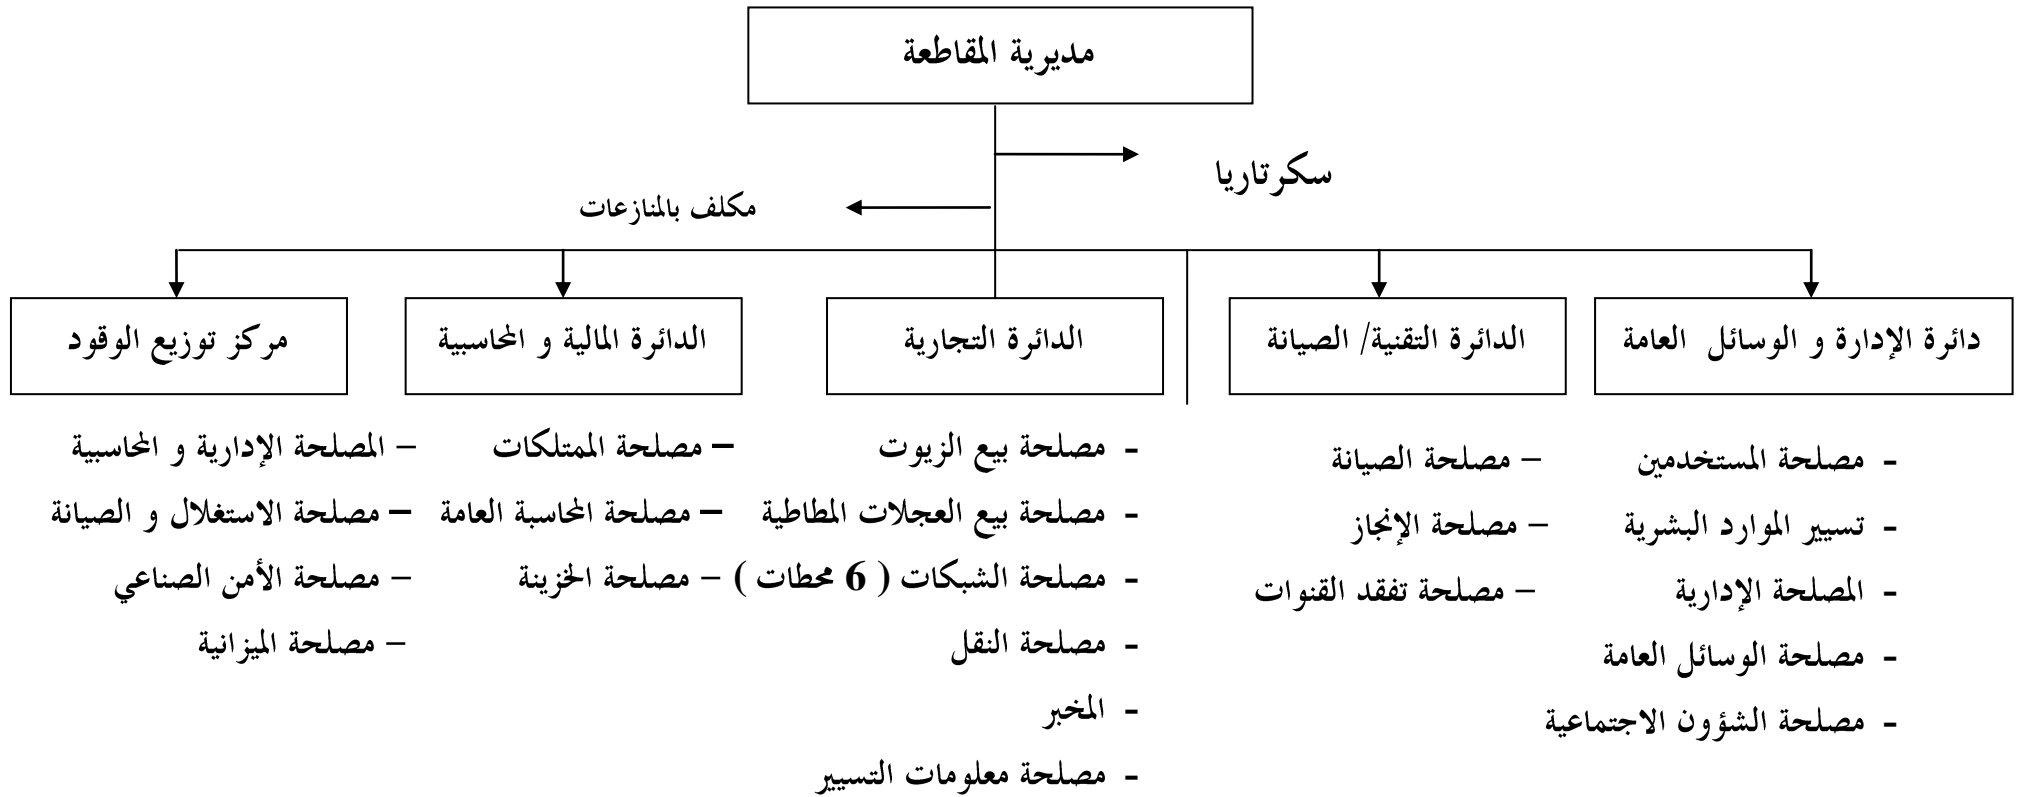 مديرية المقاطعة
سكرتاريا
مكلف بالمنازعات
دائرة الإدارة و الوسائل العامة
الدائرة التقنية/ الصيانة
الدائرة التجارية
الدائرة المالية و المحاسبية
مركز توزيع الوقود
- مصلحة المستخدمين
- تسيير الموارد البشرية
- المصلحة الإدارية
- مصلحة الوسائل العامة
- مصلحة الشؤون الاجتماعية
– مصلحة الصيانة
– مصلحة الإنجاز
– مصلحة تفقد القنوات
- مصلحة بيع الزيوت
- مصلحة بيع العجلات المطاطية
- مصلحة الشبكات ( 6 محطات )
- مصلحة النقل
- المخبر
- مصلحة معلومات التسيير
– مصلحة الممتلكات
– مصلحة المحاسبة العامة
– مصلحة الخزينة
– المصلحة الإدارية و المحاسبية
– مصلحة الاستغلال و الصيانة
– مصلحة الأمن الصناعي
– مصلحة الميزانية